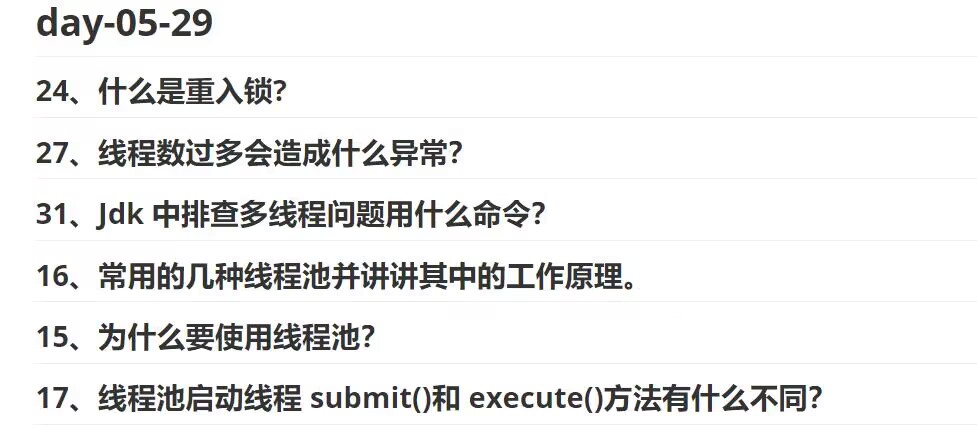 day-05-29
24、什么是重入锁?
27、线程数过多会造成什么异常?
31、Jdk 中排查多线程问题用什么命令?
16、常用的几种线程池并讲讲其中的工作原理。
15、为什么要使用线程池?
17、线程池启动线程 submit()和 execute()方法有什么不同?